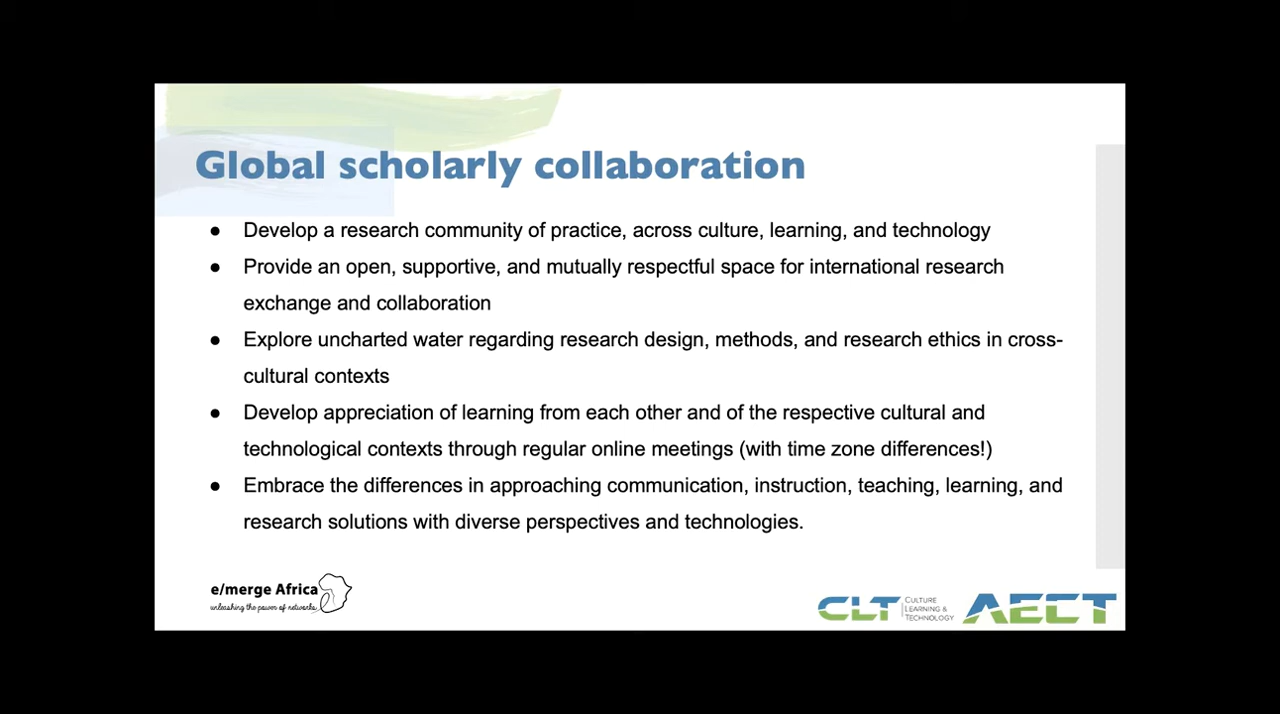 Global scholarly collaboration
● Develop a research community of practice, across culture, learning, and technology
● Provide an open, supportive, and mutually respectful space for international research
exchange and collaboration
● Explore uncharted water regarding research design, methods, and research ethics in cross-
cultural contexts
● Develop appreciation of learning from each other and of the respective cultural and
technological contexts through regular online meetings (with time zone differences!)
● Embrace the differences in approaching communication, instruction, teaching, learning, and
research solutions with diverse perspectives and technologies.
e/merge Africa
unleashing the power of networks
CLT
CULTURE
LEARNING &
TECHNOLOGY
AECT